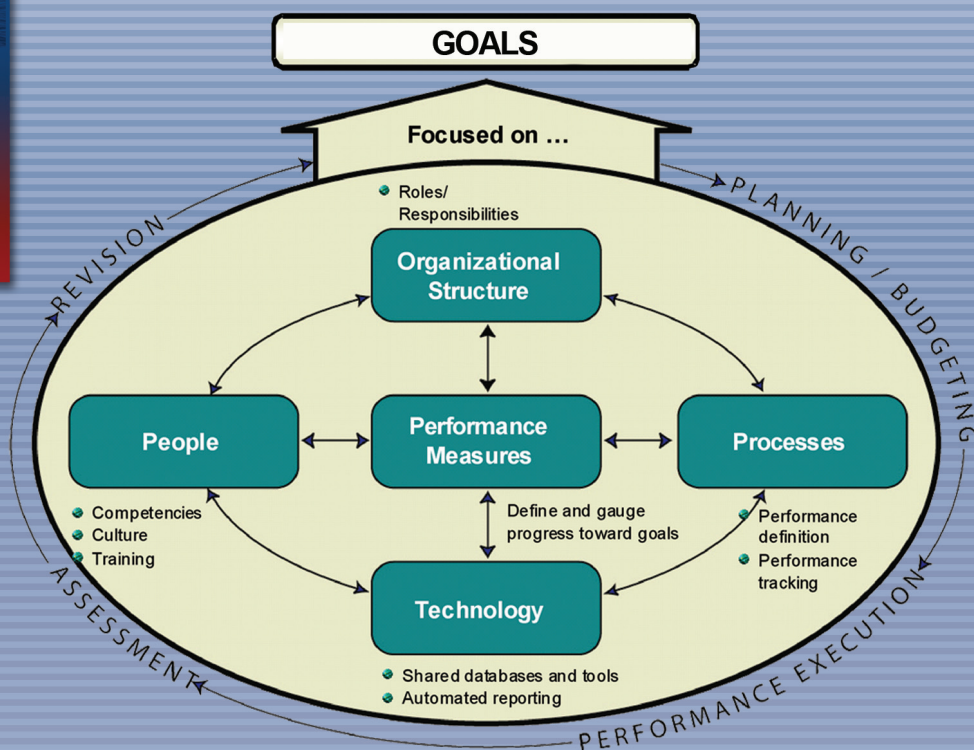 GOALS
Focused on ...
Roles/
Responsibilities
Organizational
Structure
People
Performance
Measures
Processes
Competencies
Culture
Training
Define and gauge
progress toward goals
Performance
definition
Performance
tracking
Technology
Shared databases and tools
Automated reporting
PLANNING / BUDGETING
PERFORMANCE EXECUTION
ASSESSMENT
REVISION